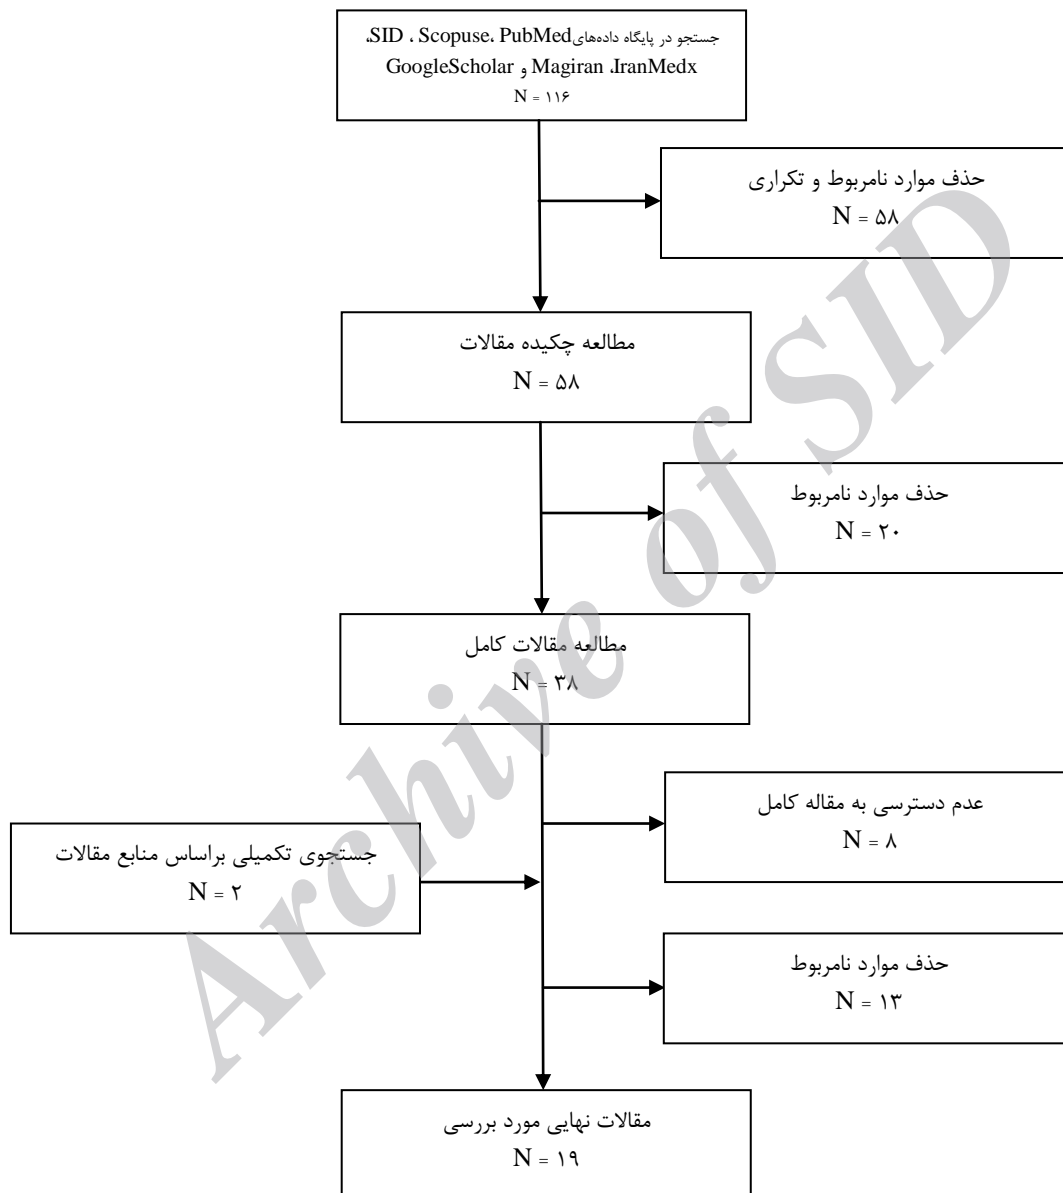 جستجو در پایگاه داده‌های PubMed، Scopuse ، SID،
IranMedx، Magiran و GoogleScholar
N = ۱۱۶
حذف موارد نامربوط و تکراری
N = ۵۸
مطالعه چکیده مقالات
N = ۵۸
حذف موارد نامربوط
N = ۲۰
مطالعه مقالات کامل
N = ۳۸
عدم دسترسی به مقاله کامل
N = ۸
جستجوی تکمیلی براساس منابع مقالات
N = ۲
حذف موارد نامربوط
N = ۱۳
مقالات نهایی مورد بررسی
N = ۱۹
Archive of SID